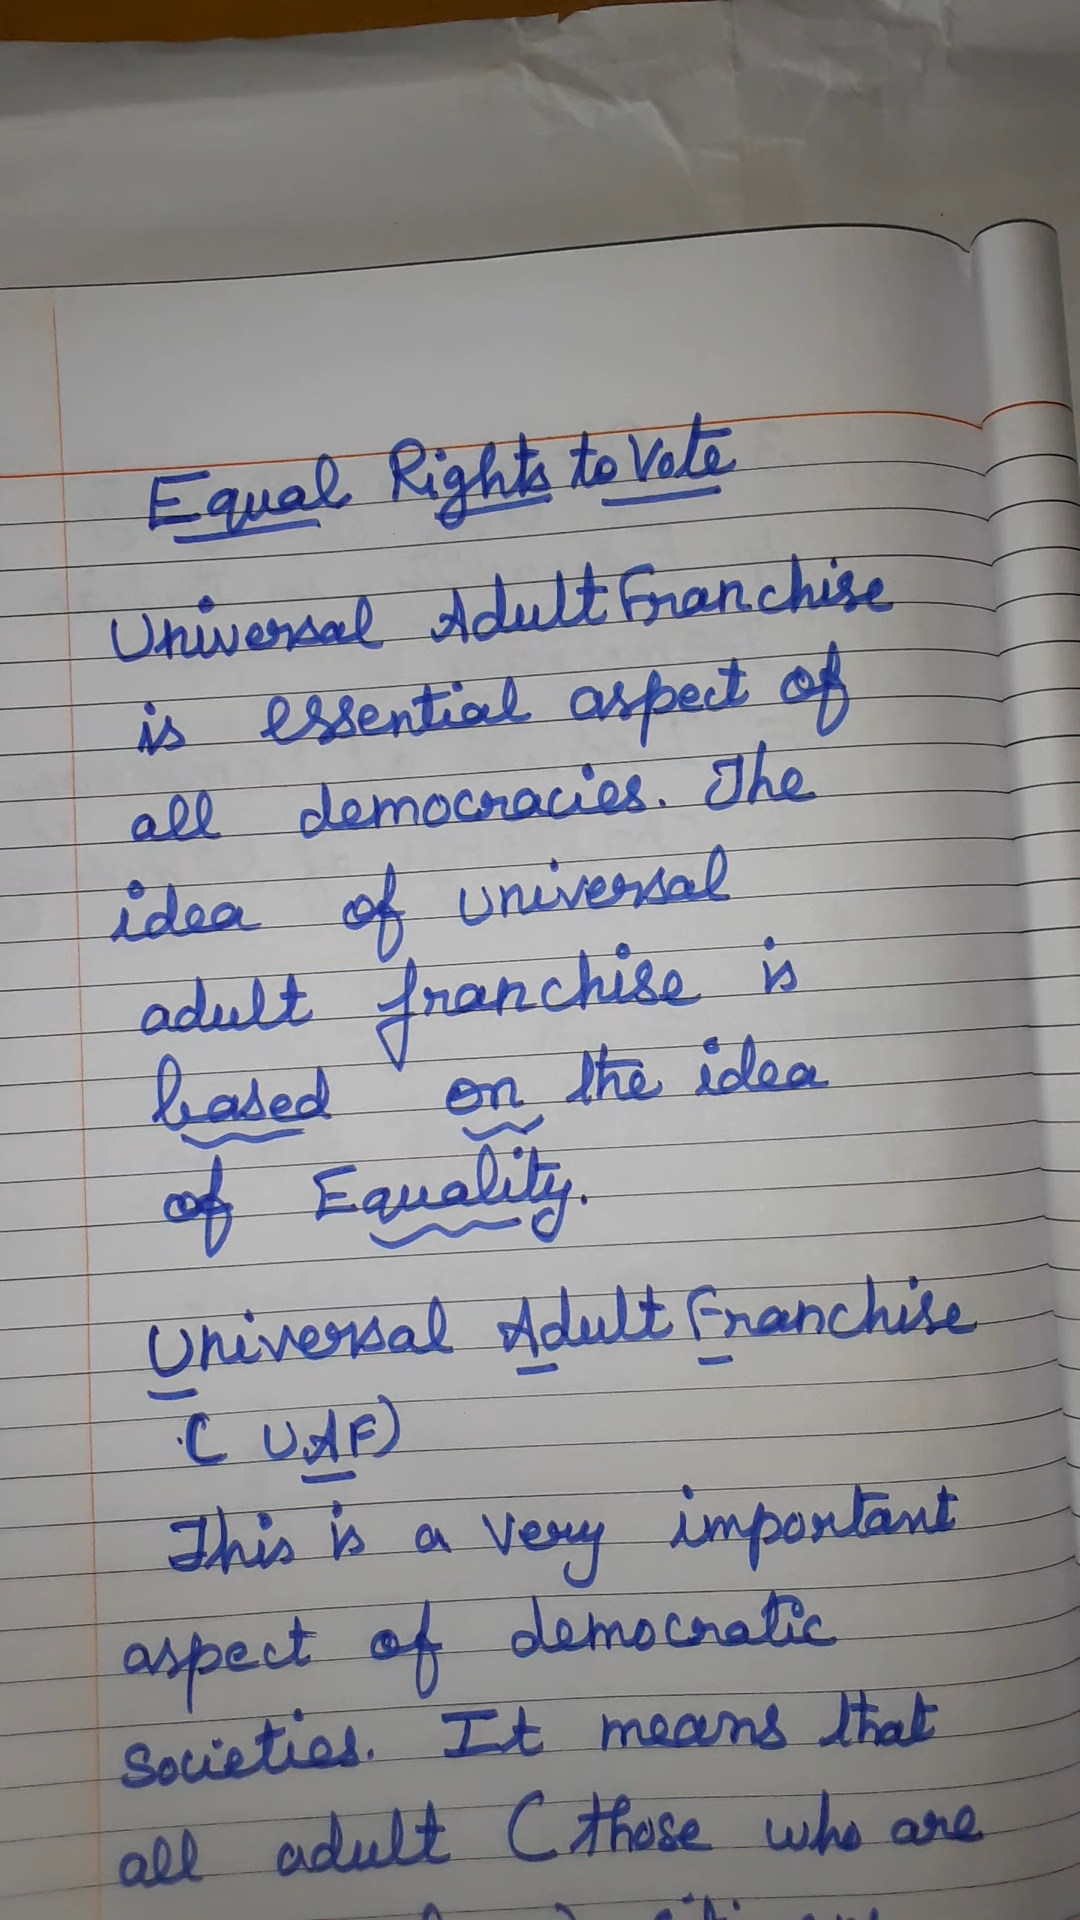 Equal Rights to Vote
Universal Adult Franchise
is essential aspect of
all democracies. The
idea of universal
adult franchise is
based on the idea
of Equality.
Universal Adult Franchise
( UAF)
This is a very important
aspect of democratic
societies. It means that
all adult (those who are